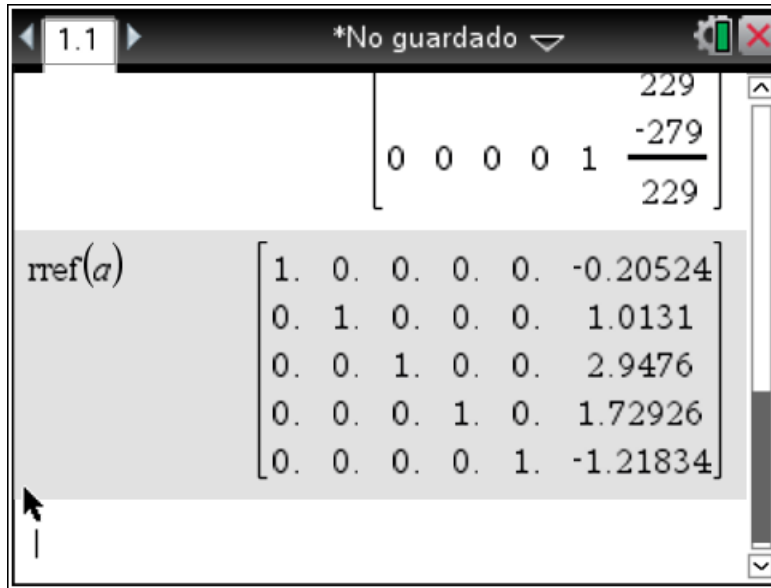 1.1 *No guardado
229
0 0 0 0 1 -279
229
rref(a)
1. 0. 0. 0. 0. -0.20524
0. 1. 0. 0. 0. 1.0131
0. 0. 1. 0. 0. 2.9476
0. 0. 0. 1. 0. 1.72926
0. 0. 0. 0. 1. -1.21834